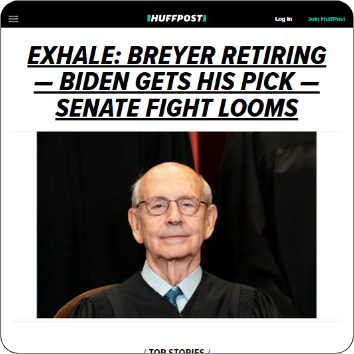 HUFFPOST
Log In
Join HuffPost
EXHALE: BREYER RETIRING
— BIDEN GETS HIS PICK —
SENATE FIGHT LOOMS
/ TOP STORIES /